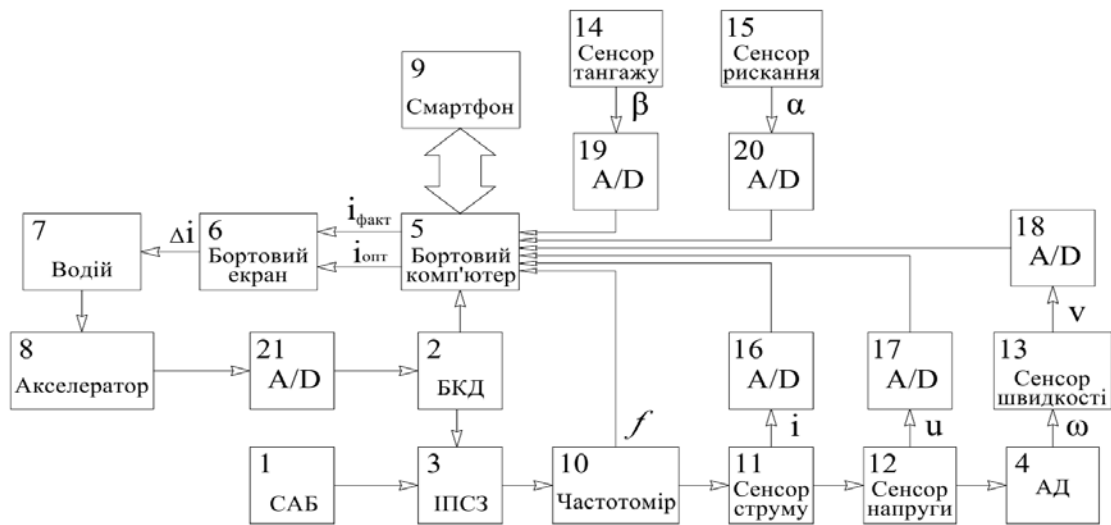 14
Сенсор
тангажу
15
Сенсор
рискання
9
Смартфон
β
α
19
A/D
20
A/D
7
Водій
Δi
6
Бортовий
екран
iфакт
iопт
5
Бортовий
комп'ютер
18
A/D
v
8
Акселератор
21
A/D
2
БКД
16
A/D
17
A/D
13
Сенсор
швидкості
f
i
u
ω
1
САБ
3
ІПСЗ
10
Частотомір
11
Сенсор
струму
12
Сенсор
напруги
4
АД